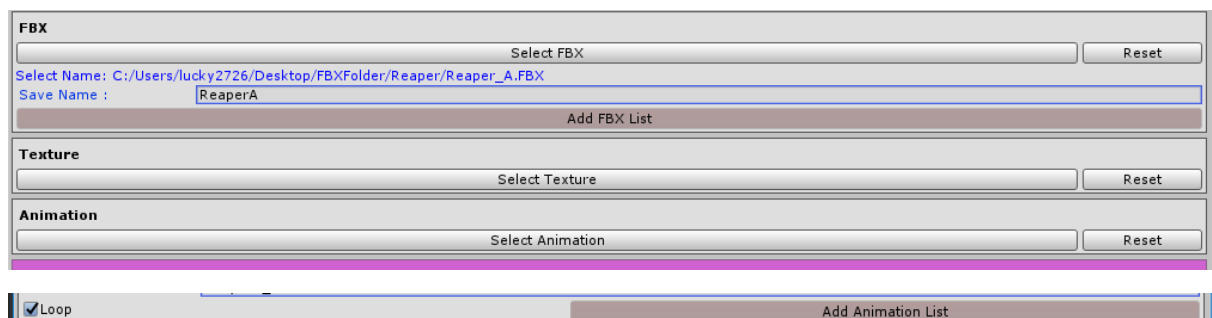 FBX
Select FBX Reset
Select Name: C:/Users/lucky2726/Desktop/FBXFolder/Reaper/Reaper_A.FBX
Save Name : ReaperA
Add FBX List
Texture
Select Texture Reset
Animation
Select Animation Reset
Loop Add Animation List